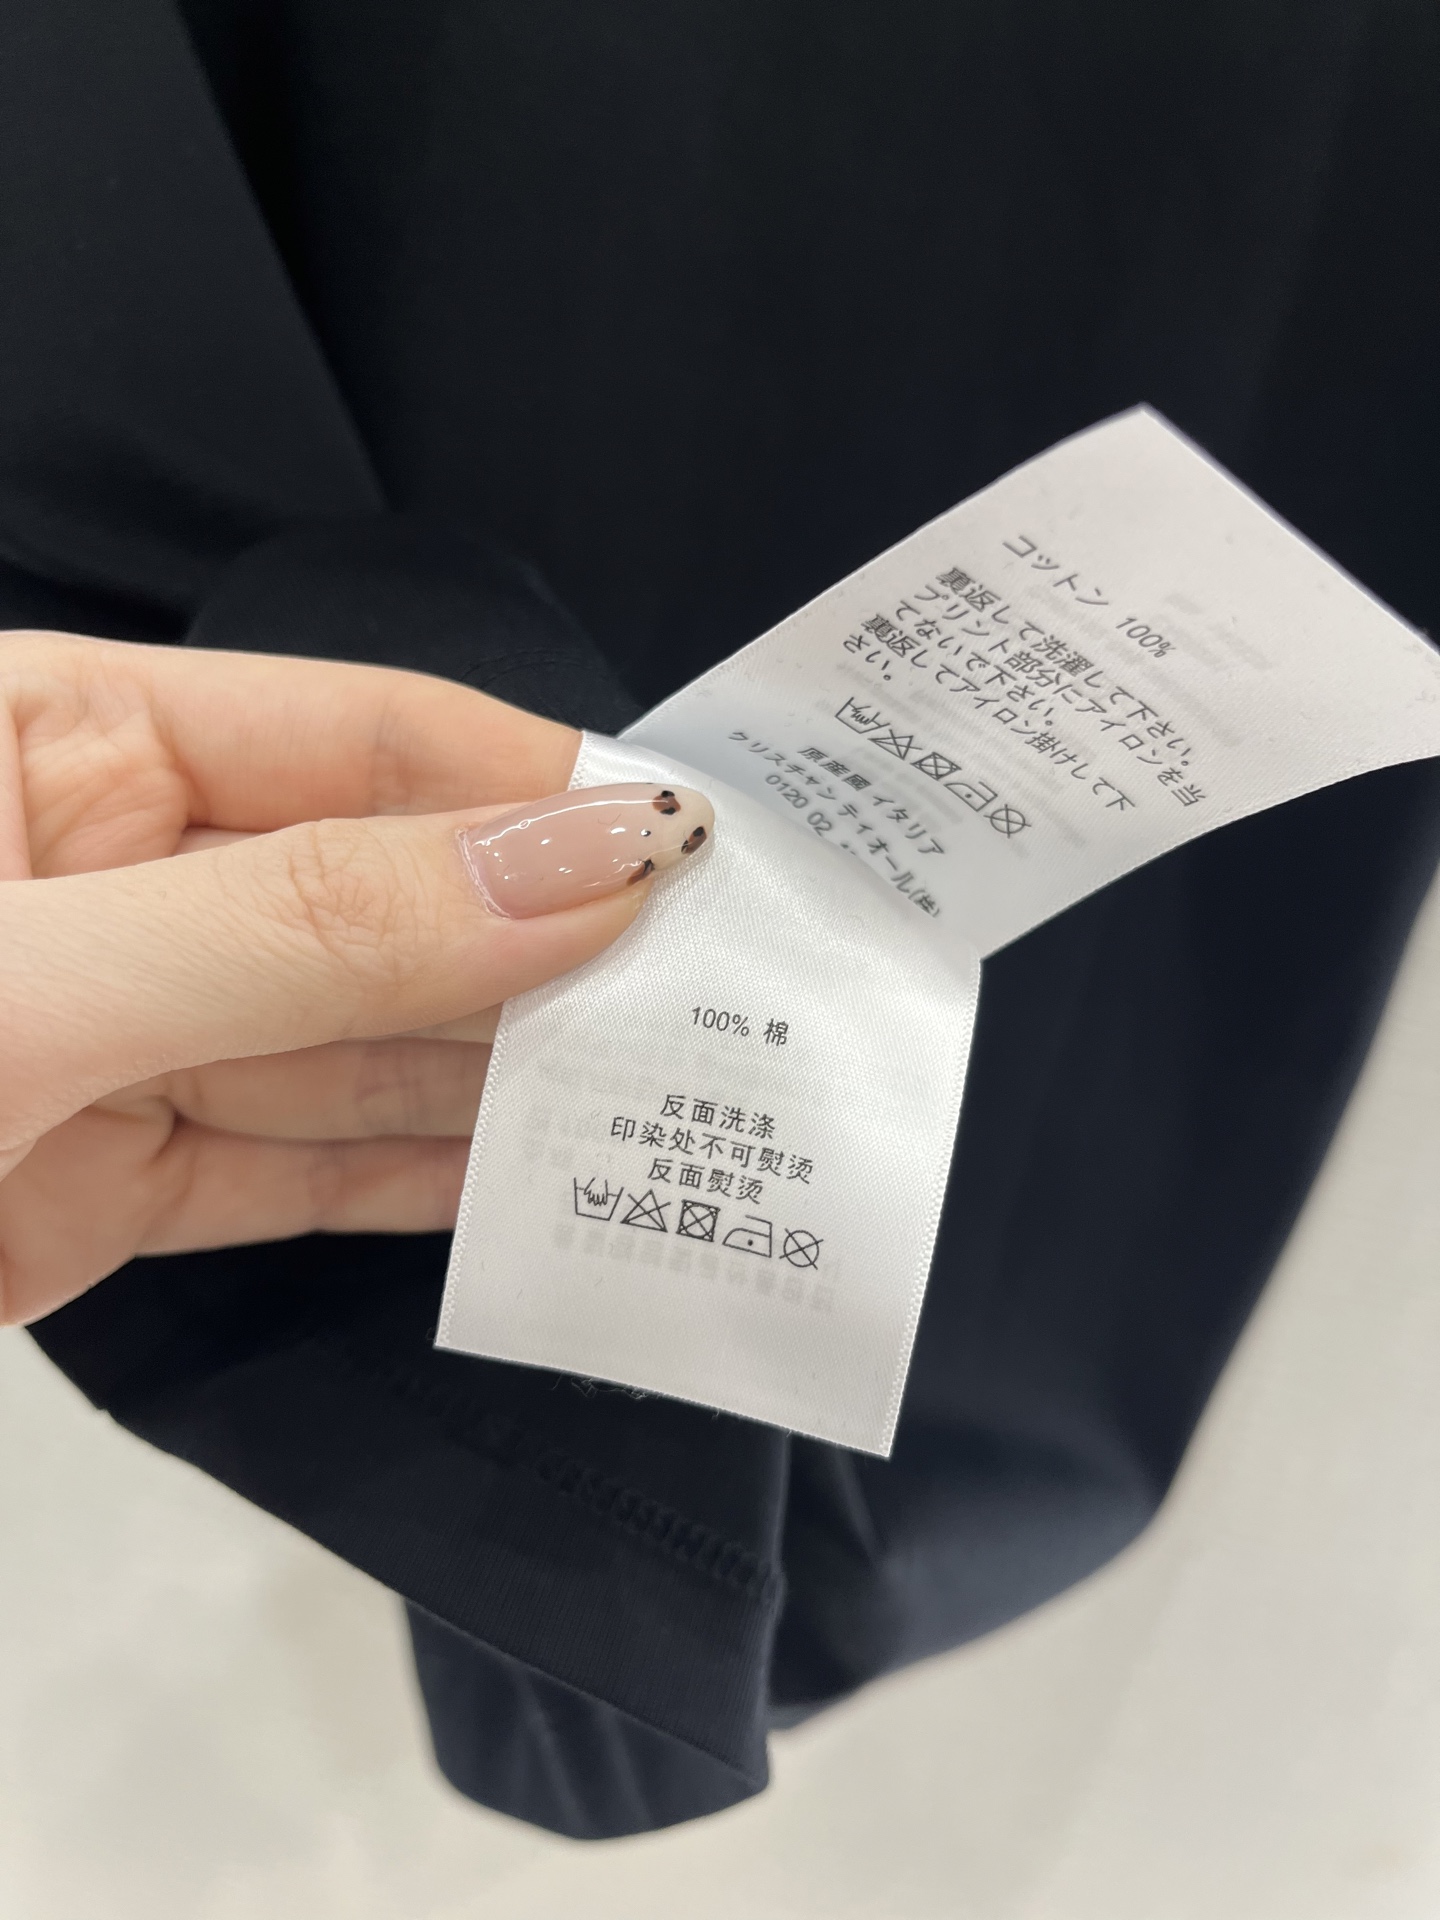 コットン 100%
裏返して洗濯して下さい。
プリント部分にアイロンを当
てないで下さい。
裏返してアイロン掛けして下
さい。
原産國 イタリア
クリスチャン ディオール(株)
0120 02
100% 棉
反面洗涤
印染处不可熨烫
反面熨烫